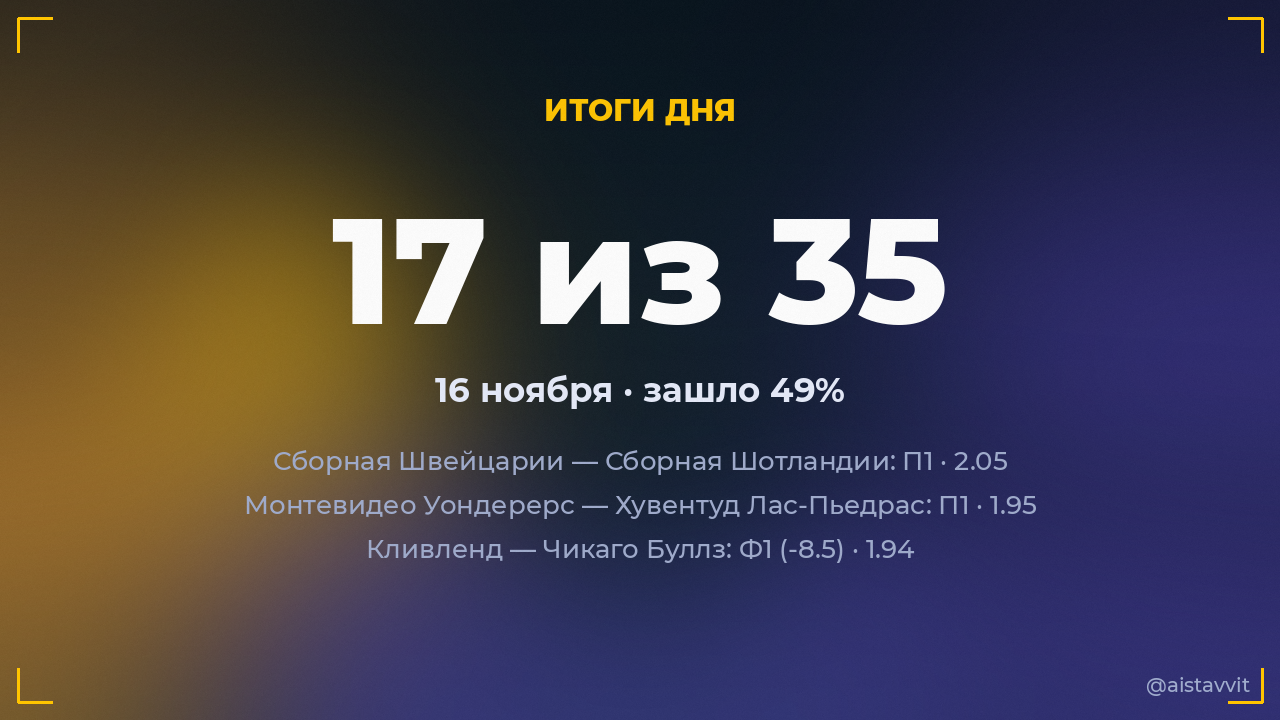 ИТОГИ ДНЯ
17 из 35
16 ноября · зашло 49%
Сборная Швейцарии — Сборная Шотландии: П1 · 2.05
Монтевидео Уондерерс — Хувентуд Лас-Пьедрас: П1 · 1.95
Кливленд — Чикаго Буллз: Ф1 (-8.5) · 1.94
@aistavvit